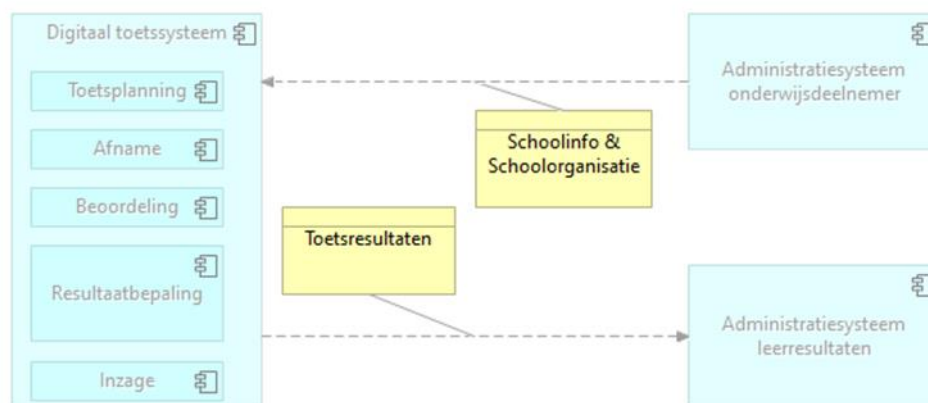 Digitaal toetssysteem
Toetsplanning
Afname
Beoordeling
Resultaatbepaling
Inzage
Schoolinfo &
Schoolorganisatie
Toetsresultaten
Administratiesysteem
onderwijsdeelnemer
Administratiesysteem
leerresultaten